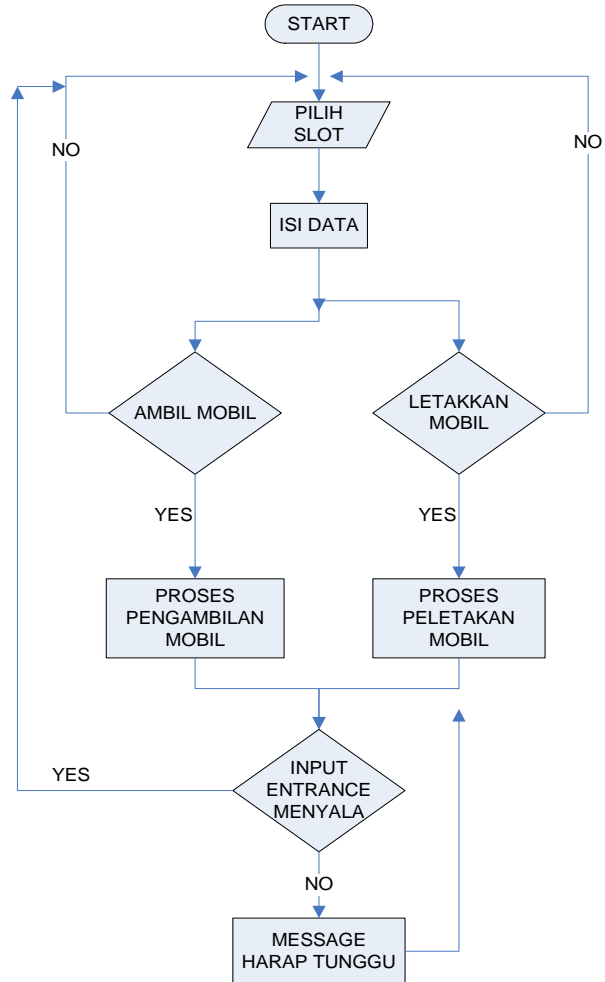 START
PILIH
SLOT
NO
NO
ISI DATA
AMBIL MOBIL
LETAKKAN
MOBIL
YES
YES
PROSES
PENGAMBILAN
MOBIL
PROSES
PELETAKAN
MOBIL
INPUT
ENTRANCE
MENYALA
YES
NO
MESSAGE
HARAP TUNGGU